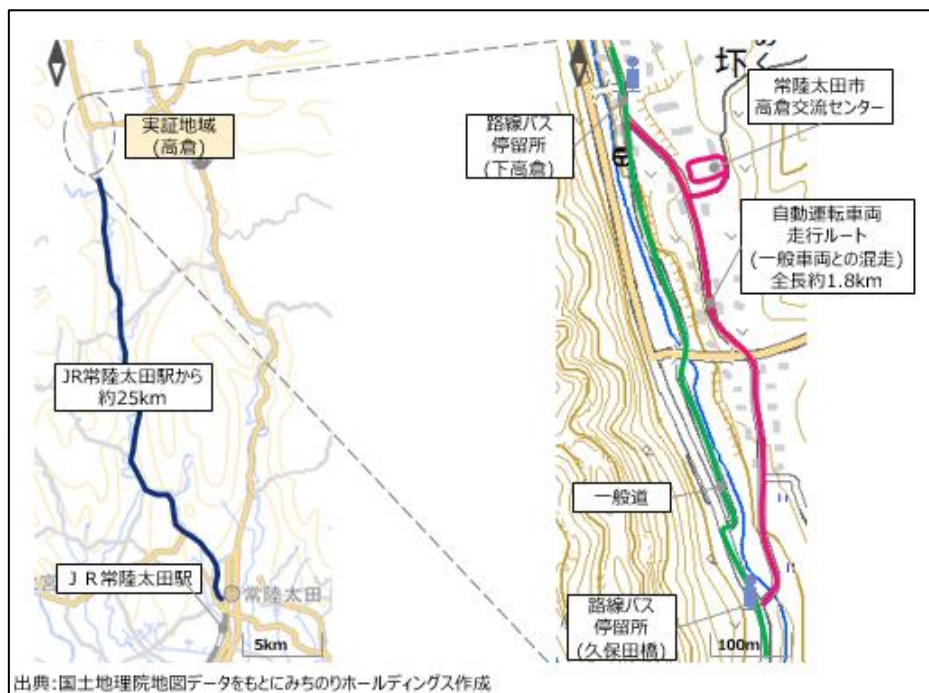 実証地域
(高倉)
JR常陸太田駅から
約25km
ＪＲ常陸太田駅
宮
常陸太田
5km
路線バス
停留所
(下高倉)
常陸太田市
高倉交流センター
自動運転車両
走行ルート
(一般車両との混走)
全長約1.8km
一般道
路線バス
停留所
(久保田橋)
100m
出典:国土地理院地図データをもとにみちのりホールディングス作成